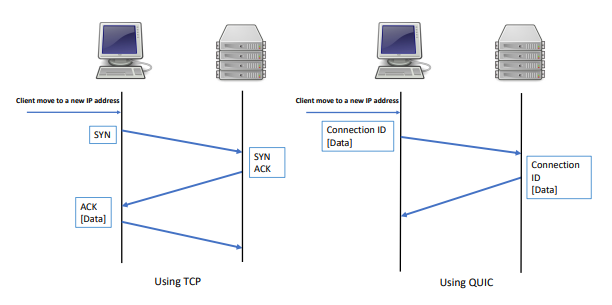 Client move to a new IP address
SYN
SYN
ACK
ACK
[Data]
Using TCP
Client move to a new IP address
Connection ID
[Data]
Connection
ID
[Data]
Using QUIC